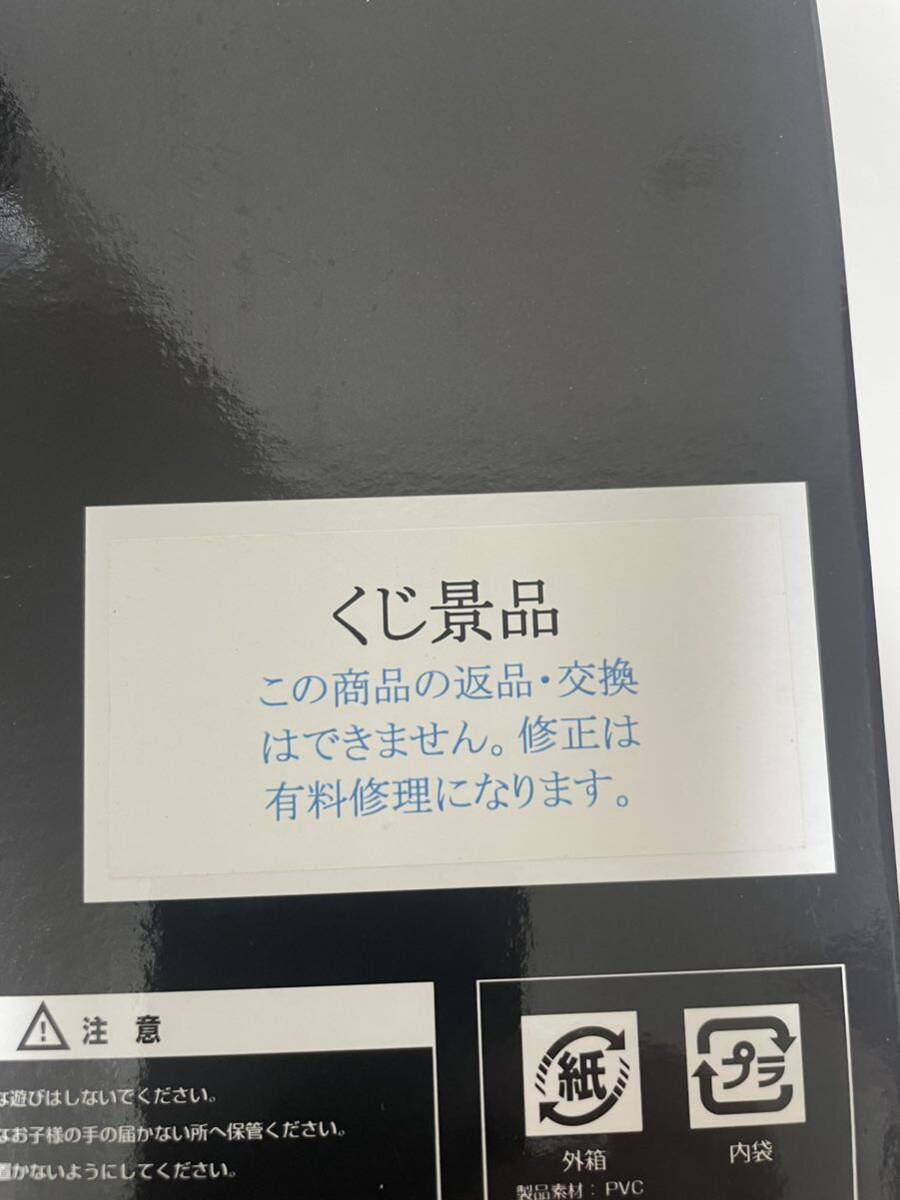 くじ景品
この商品の返品・交換
はできません。修正は
有料修理になります。
注 意
な遊びはしないでください。
なお子様の手の届かない所へ保管ください。
置かないようにしてください。
紙
外箱
プラ
内袋
製品素材：PVC